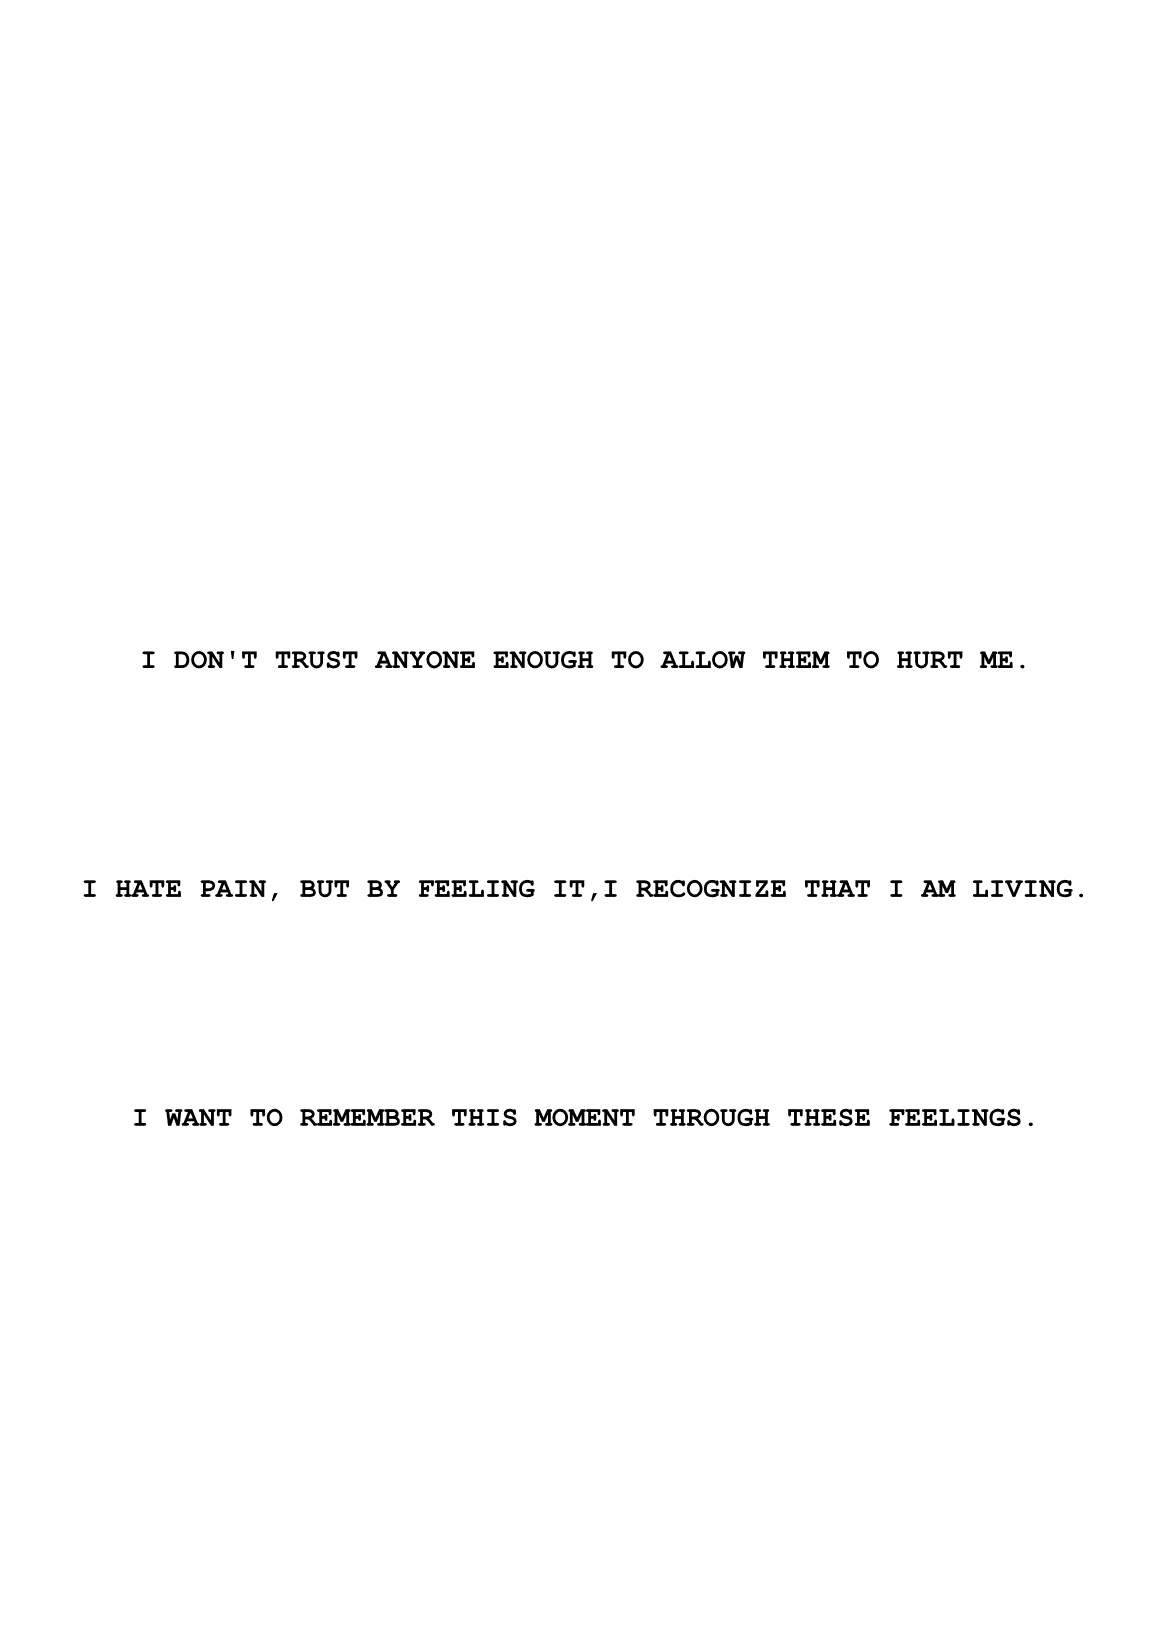 I DON'T TRUST ANYONE ENOUGH TO ALLOW THEM TO HURT ME.
I HATE PAIN, BUT BY FEELING IT,I RECOGNIZE THAT I AM LIVING.
I WANT TO REMEMBER THIS MOMENT THROUGH THESE FEELINGS.